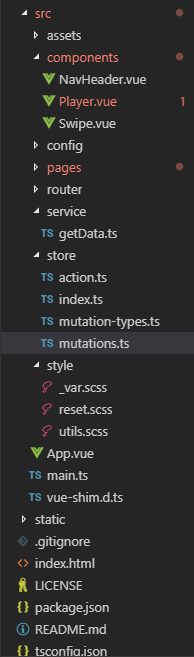 src
assets
components
NavHeader.vue
Player.vue 1
Swipe.vue
config
pages
router
service
TS getData.ts
store
TS action.ts
TS index.ts
TS mutation-types.ts
TS mutations.ts
style
_var.scss
reset.scss
utils.scss
App.vue
TS main.ts
TS vue-shim.d.ts
static
.gitignore
<> index.html
LICENSE
{} package.json
README.md
{} tsconfig.json